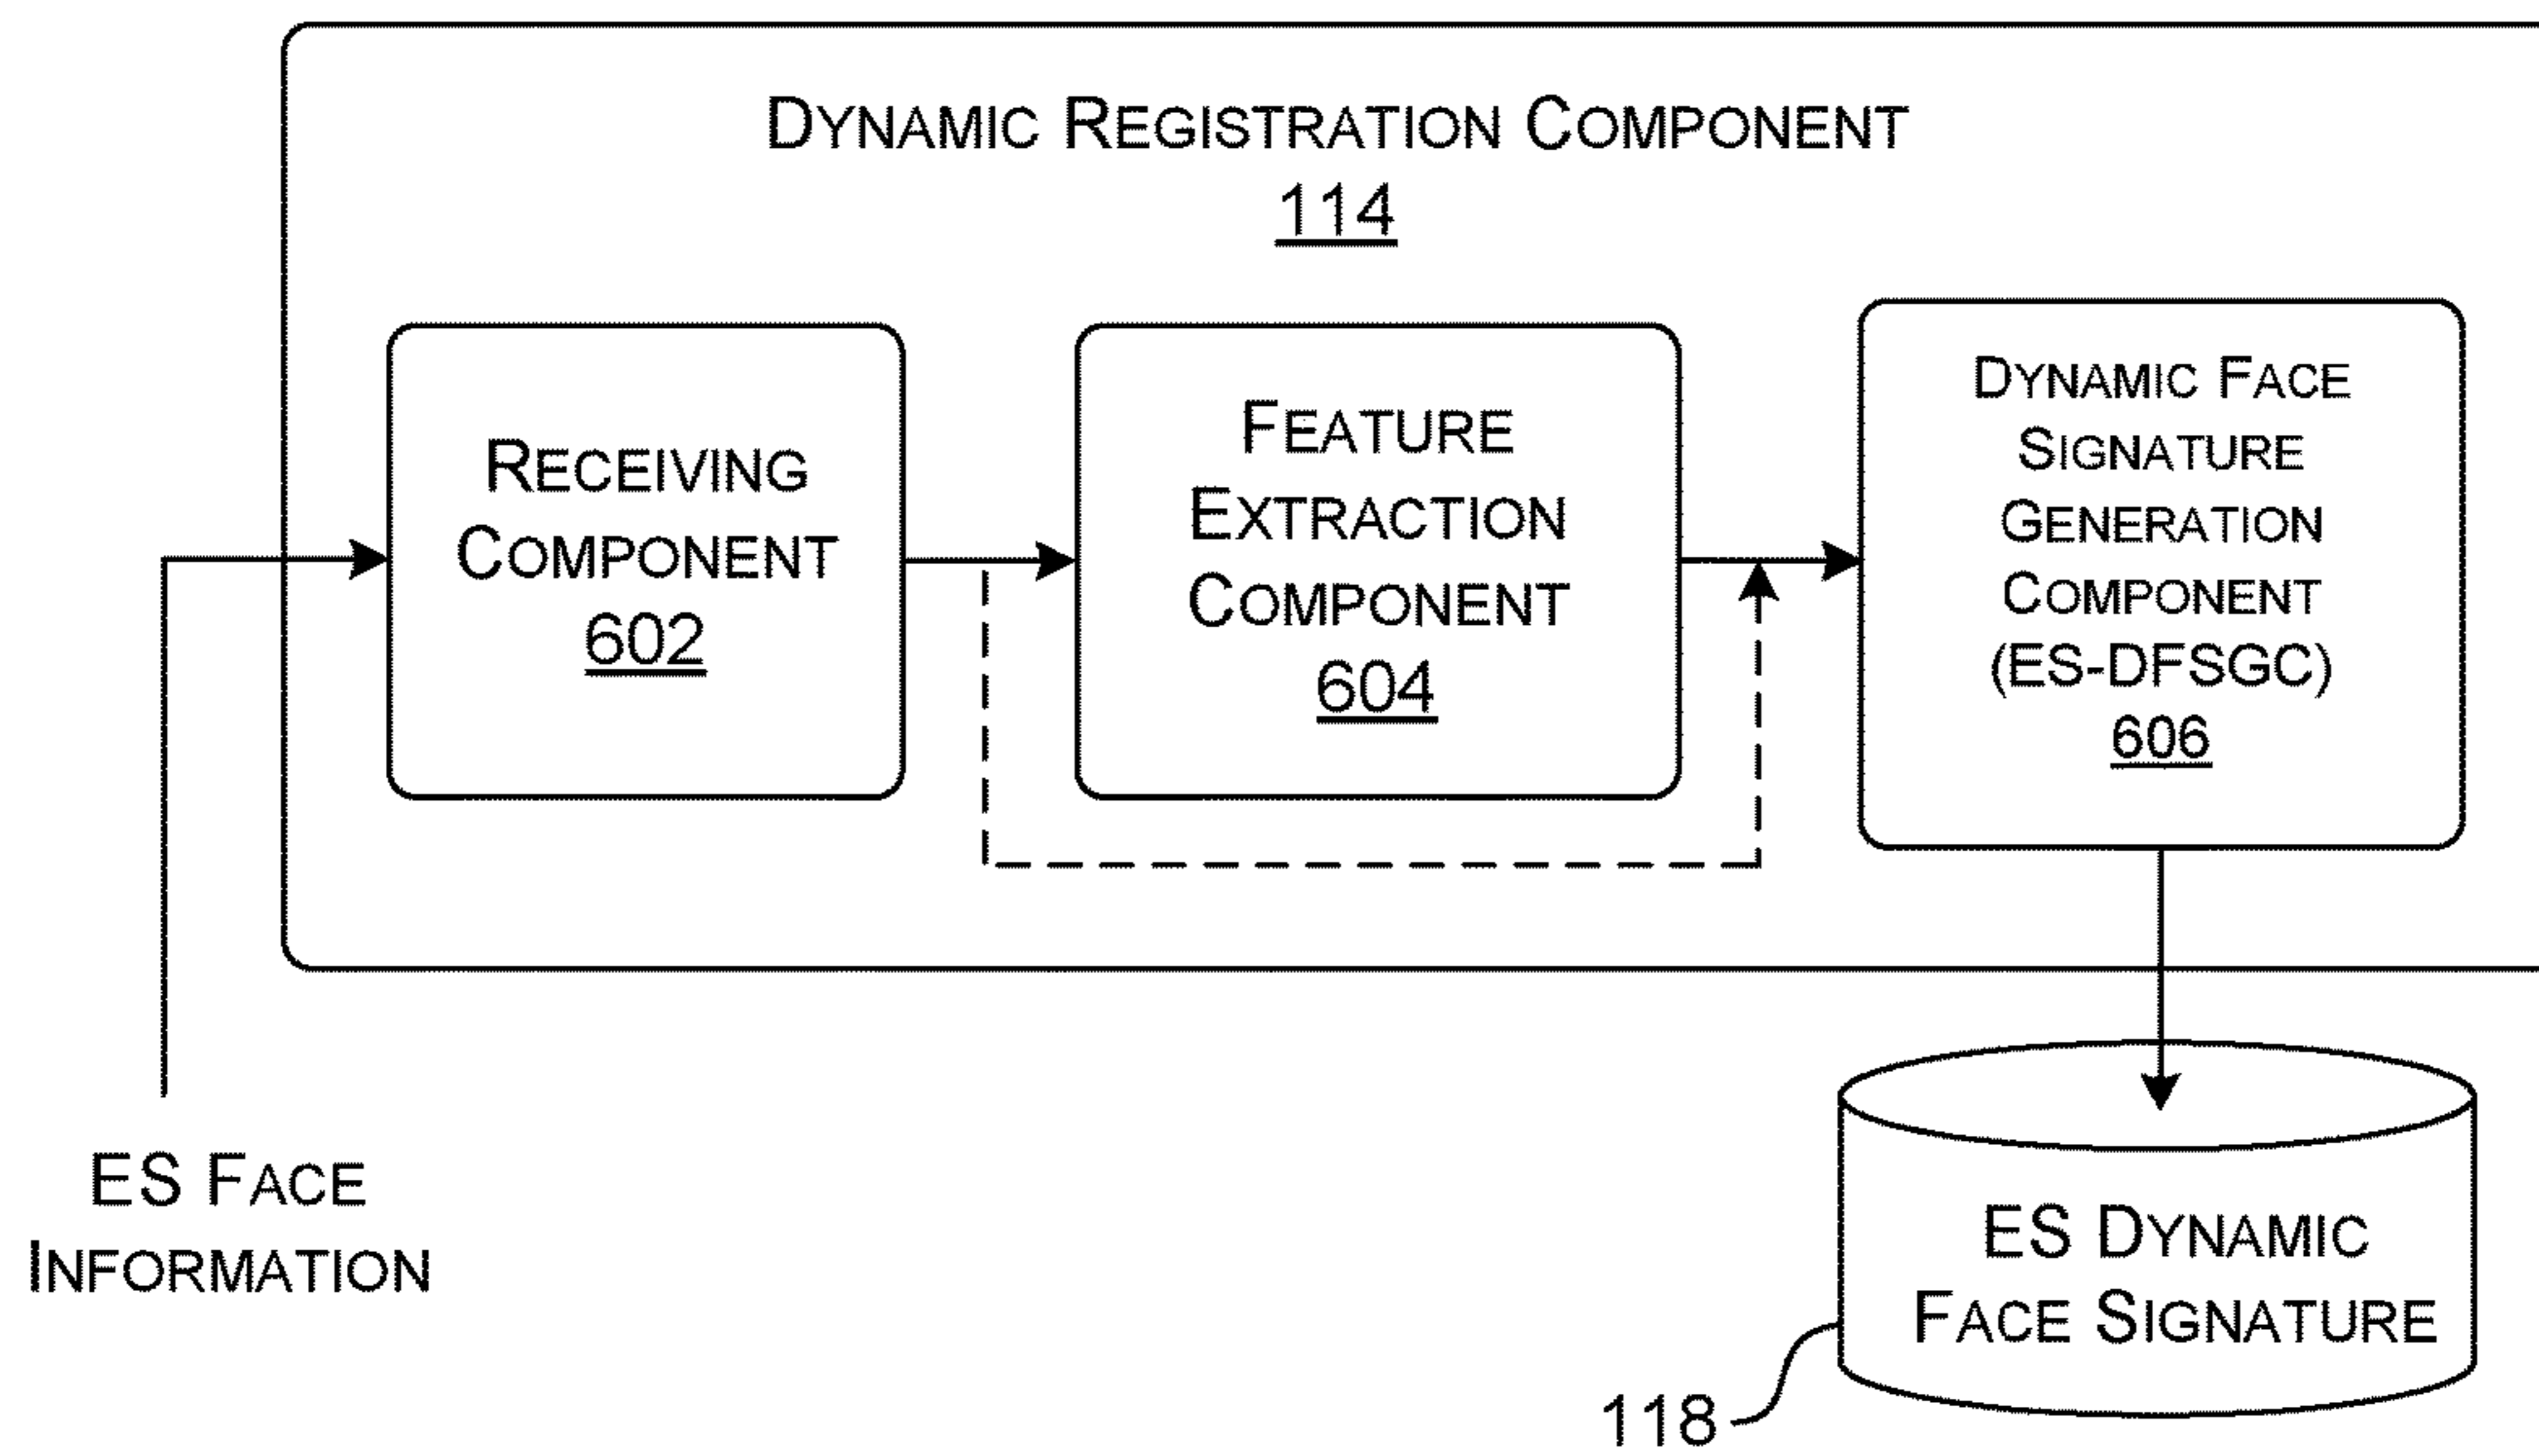 DYNAMIC REGISTRATION COMPONENT
114
RECEIVING
COMPONENT
602
FEATURE
EXTRACTION
COMPONENT
604
DYNAMIC FACE
SIGNATURE
GENERATION
COMPONENT
(ES-DFSGC)
606
ES FACE
INFORMATION
ES DYNAMIC
FACE SIGNATURE
118